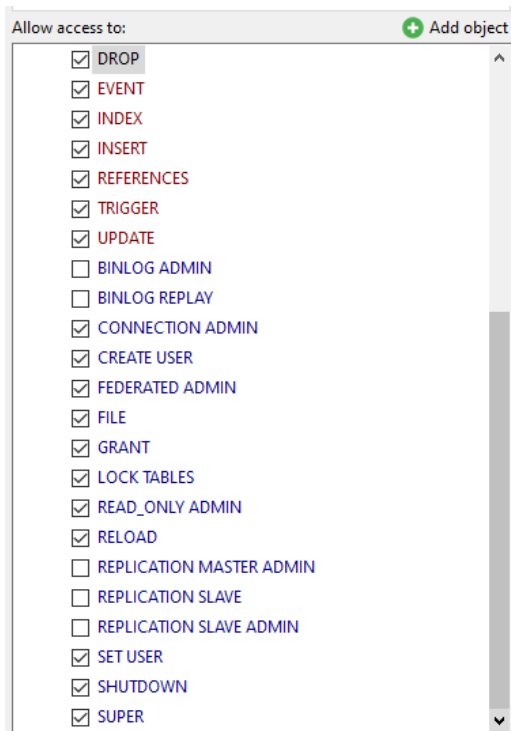 Allow access to: Add object
DROP
EVENT
INDEX
INSERT
REFERENCES
TRIGGER
UPDATE
BINLOG ADMIN
BINLOG REPLAY
CONNECTION ADMIN
CREATE USER
FEDERATED ADMIN
FILE
GRANT
LOCK TABLES
READ_ONLY ADMIN
RELOAD
REPLICATION MASTER ADMIN
REPLICATION SLAVE
REPLICATION SLAVE ADMIN
SET USER
SHUTDOWN
SUPER